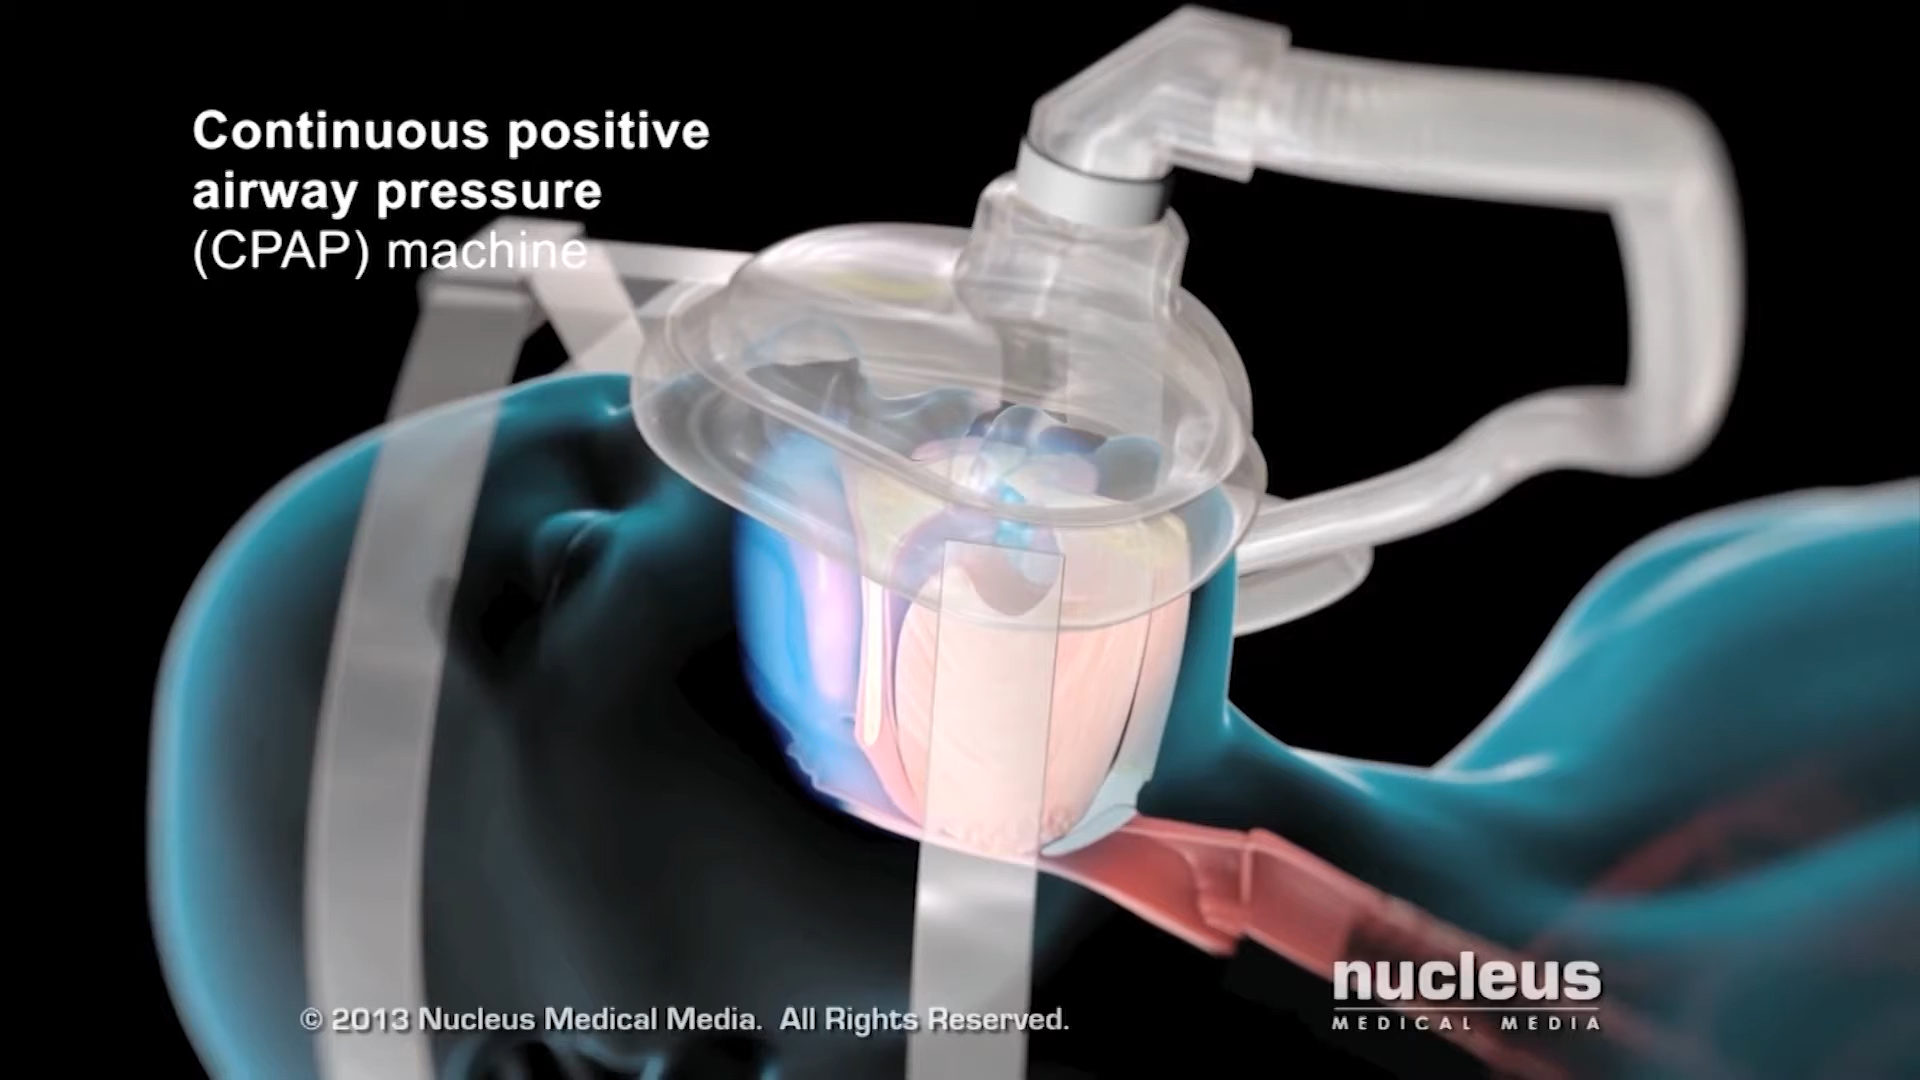 Continuous positive
airway pressure
(CPAP) machine
© 2013 Nucleus Medical Media. All Rights Reserved.
nucleus
MEDICAL MEDIA